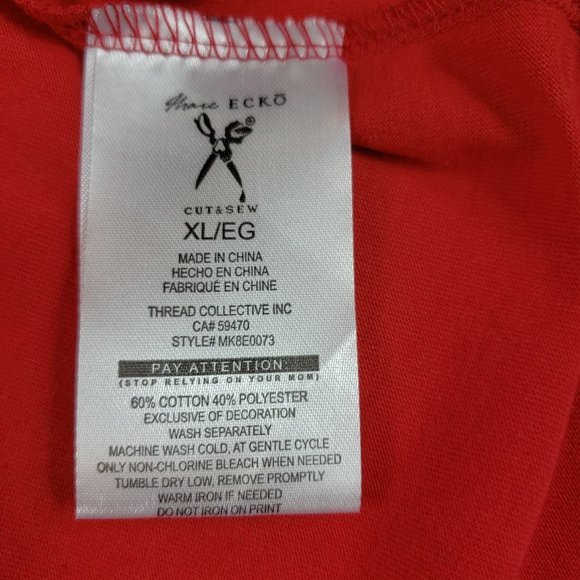 Marc ECKŌ
®
CUT & SEW
XL/EG
MADE IN CHINA
HECHO EN CHINA
FABRIQUÉ EN CHINE
THREAD COLLECTIVE INC
CA# 59470
STYLE# MK8E0073
PAY ATTENTION
(STOP RELYING ON YOUR MOM)
60% COTTON 40% POLYESTER
EXCLUSIVE OF DECORATION
WASH SEPARATELY
MACHINE WASH COLD, AT GENTLE CYCLE
ONLY NON-CHLORINE BLEACH WHEN NEEDED
TUMBLE DRY LOW, REMOVE PROMPTLY
WARM IRON IF NEEDED
DO NOT IRON ON PRINT